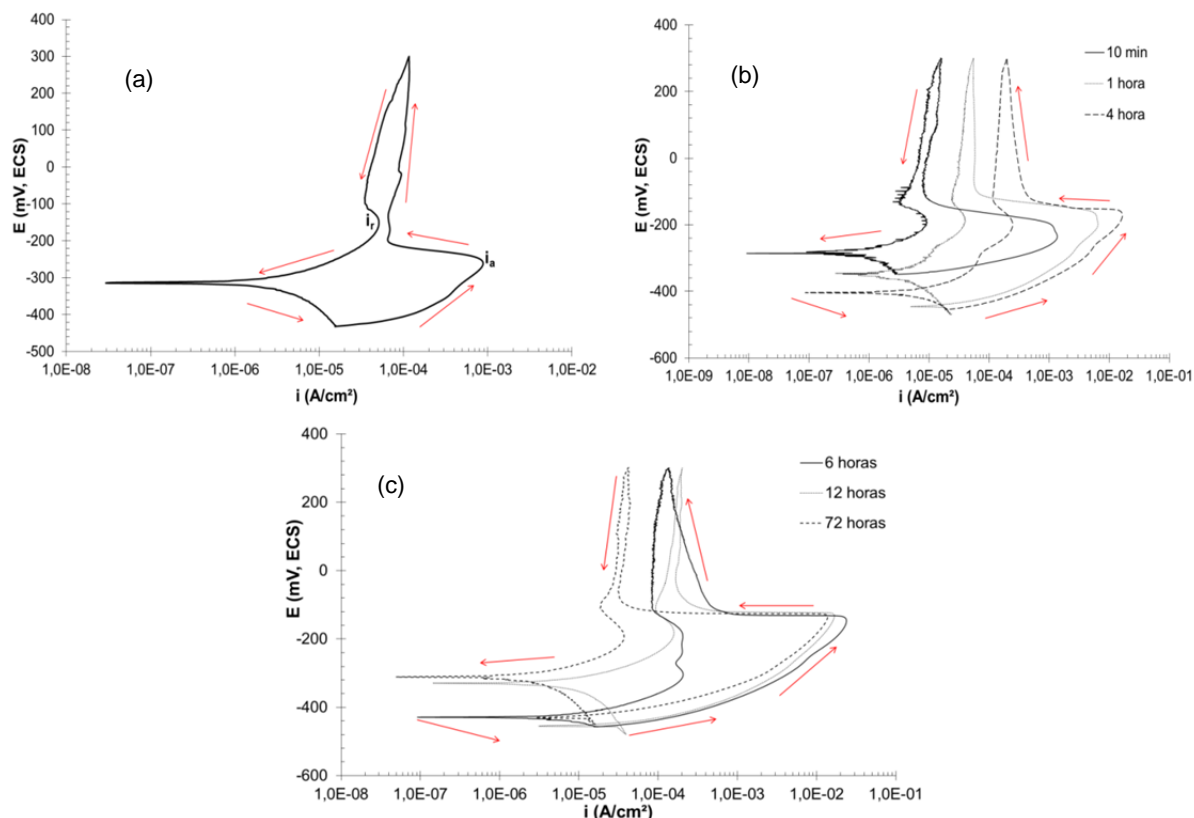 (a)
E (mV, ECS)
400
300
200
100
0
-100
-200
-300
-400
-500
i_r
i_a
1,0E-08 1,0E-07 1,0E-06 1,0E-05 1,0E-04 1,0E-03 1,0E-02
i (A/cm²)
(b)
E (mV, ECS)
400
200
0
-200
-400
-600
10 min
1 hora
4 hora
1,0E-09 1,0E-08 1,0E-07 1,0E-06 1,0E-05 1,0E-04 1,0E-03 1,0E-02 1,0E-01
i (A/cm²)
(c)
E (mV, ECS)
400
200
0
-200
-400
-600
6 horas
12 horas
72 horas
1,0E-08 1,0E-07 1,0E-06 1,0E-05 1,0E-04 1,0E-03 1,0E-02 1,0E-01
i (A/cm²)